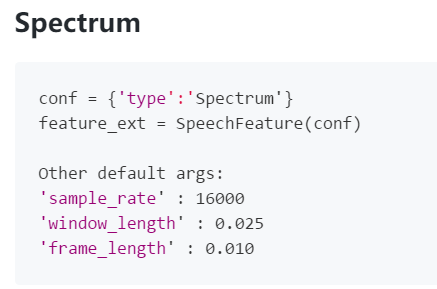 Spectrum
conf = {'type':'Spectrum'}
feature_ext = SpeechFeature(conf)
Other default args:
'sample_rate' : 16000
'window_length' : 0.025
'frame_length' : 0.010